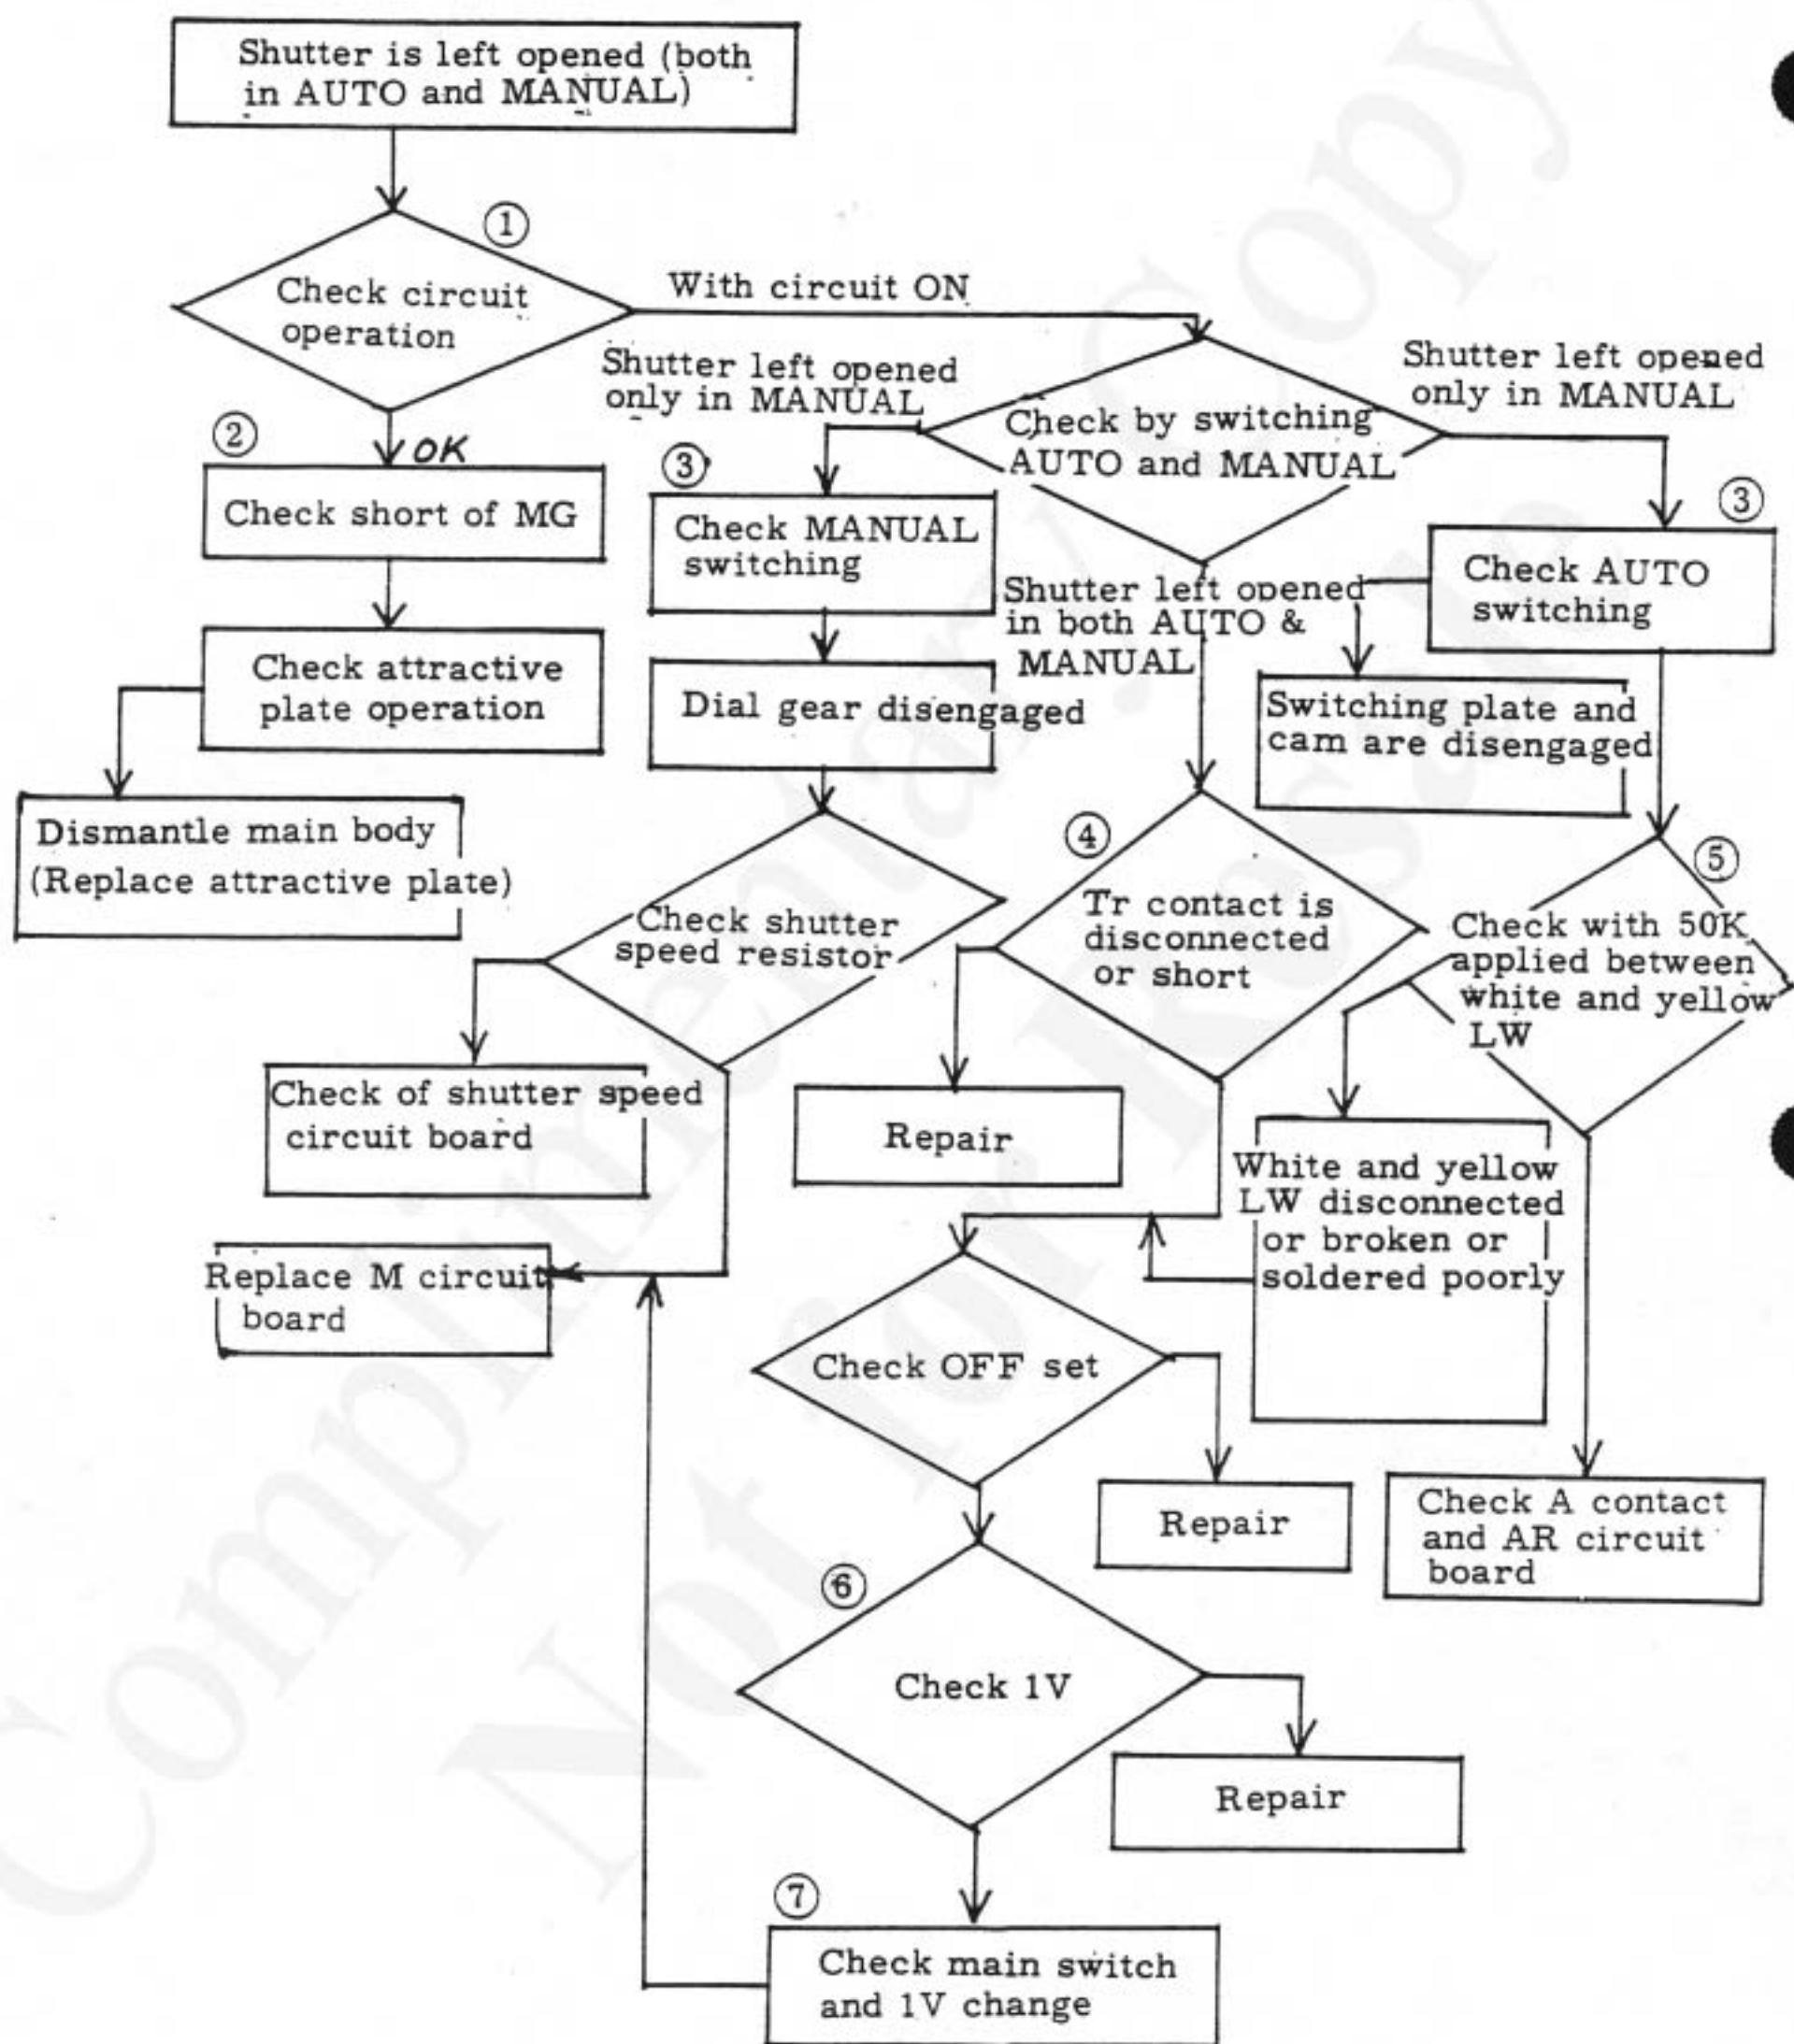 Shutter is left opened (both
in AUTO and MANUAL)
①
Check circuit
operation
With circuit ON
Shutter left opened
only in MANUAL
Shutter left opened
only in MANUAL
Check by switching
AUTO and MANUAL
②
OK
Check short of MG
③
Check MANUAL
switching
③
Check AUTO
switching
Shutter left opened
in both AUTO &
MANUAL
Check attractive
plate operation
Dial gear disengaged
Switching plate and
cam are disengaged
Dismantle main body
(Replace attractive plate)
Check shutter
speed resistor
④
Tr contact is
disconnected
or short
⑤
Check with 50K
applied between
white and yellow
LW
Check of shutter speed
circuit board
Repair
White and yellow
LW disconnected
or broken or
soldered poorly
Replace M circuit
board
Check OFF set
Repair
Check A contact
and AR circuit
board
⑥
Check 1V
Repair
⑦
Check main switch
and 1V change
Complimentary Copy
Not for Resale